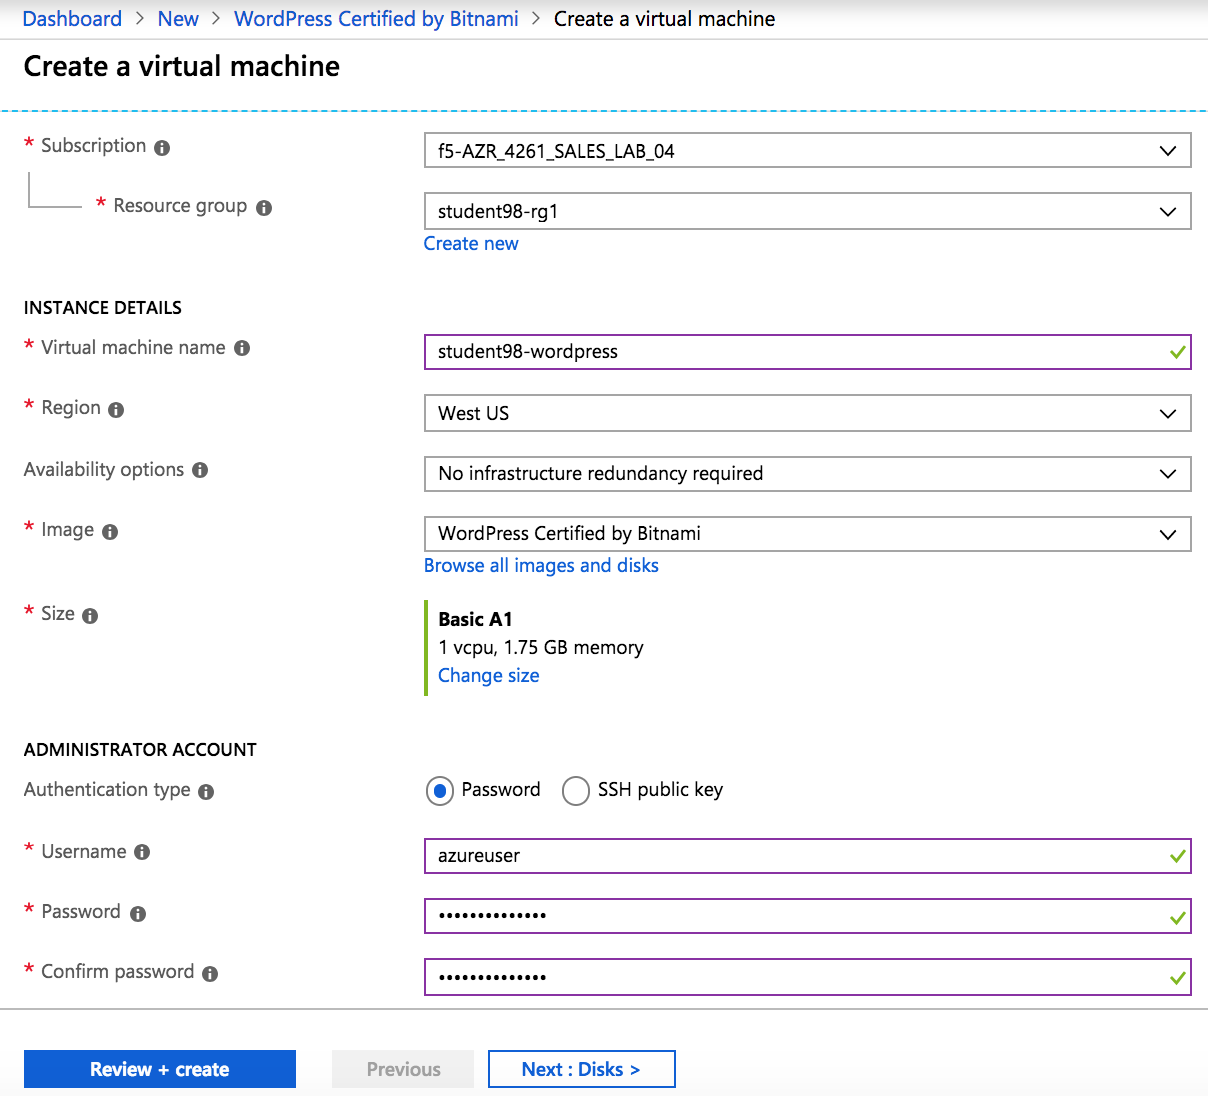 Dashboard > New > WordPress Certified by Bitnami > Create a virtual machine
Create a virtual machine
* Subscription
f5-AZR_4261_SALES_LAB_04
* Resource group
student98-rg1
Create new
INSTANCE DETAILS
* Virtual machine name
student98-wordpress
* Region
West US
Availability options
No infrastructure redundancy required
* Image
WordPress Certified by Bitnami
Browse all images and disks
* Size
Basic A1
1 vcpu, 1.75 GB memory
Change size
ADMINISTRATOR ACCOUNT
Authentication type
Password SSH public key
* Username
azureuser
* Password
••••••••••••••
* Confirm password
••••••••••••••
Review + create Previous Next : Disks >